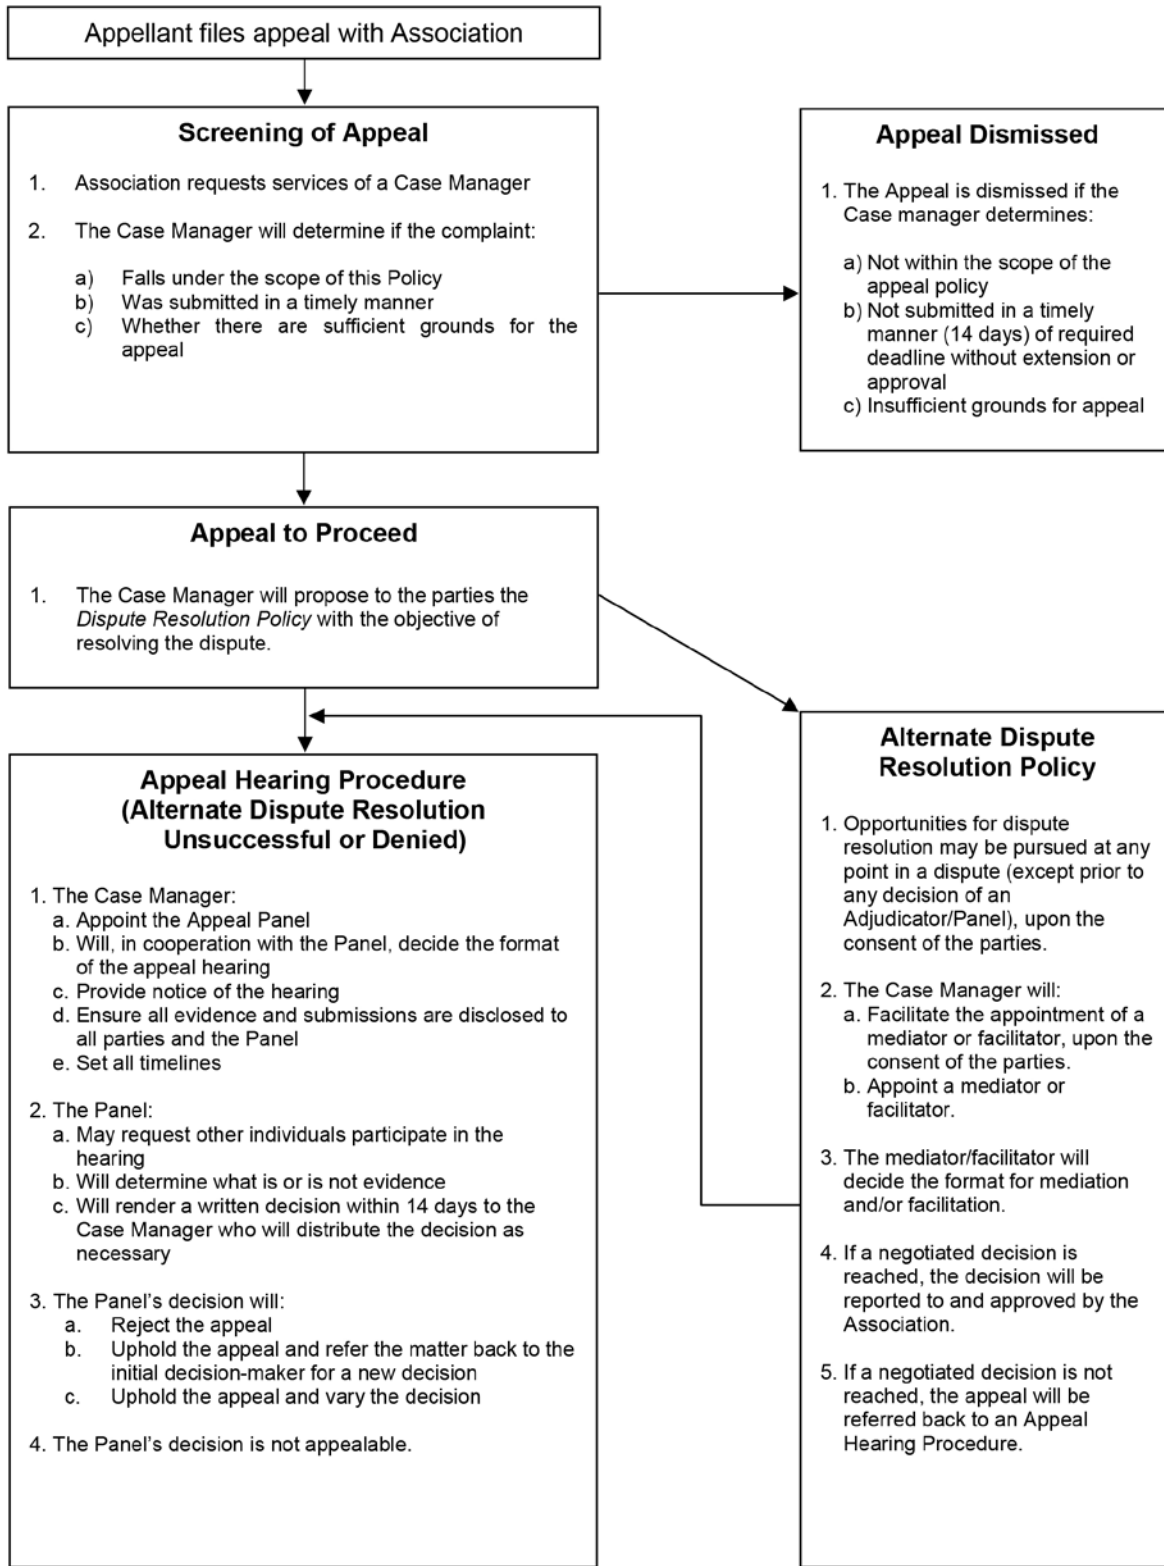 Appellant files appeal with Association
Screening of Appeal
1. Association requests services of a Case Manager
2. The Case Manager will determine if the complaint:
a) Falls under the scope of this Policy
b) Was submitted in a timely manner
c) Whether there are sufficient grounds for the
appeal
Appeal Dismissed
1. The Appeal is dismissed if the
Case manager determines:
a) Not within the scope of the
appeal policy
b) Not submitted in a timely
manner (14 days) of required
deadline without extension or
approval
c) Insufficient grounds for appeal
Appeal to Proceed
1. The Case Manager will propose to the parties the
Dispute Resolution Policy with the objective of
resolving the dispute.
Appeal Hearing Procedure
(Alternate Dispute Resolution
Unsuccessful or Denied)
1. The Case Manager:
a. Appoint the Appeal Panel
b. Will, in cooperation with the Panel, decide the format
of the appeal hearing
c. Provide notice of the hearing
d. Ensure all evidence and submissions are disclosed to
all parties and the Panel
e. Set all timelines
2. The Panel:
a. May request other individuals participate in the
hearing
b. Will determine what is or is not evidence
c. Will render a written decision within 14 days to the
Case Manager who will distribute the decision as
necessary
3. The Panel's decision will:
a. Reject the appeal
b. Uphold the appeal and refer the matter back to the
initial decision-maker for a new decision
c. Uphold the appeal and vary the decision
4. The Panel's decision is not appealable.
Alternate Dispute
Resolution Policy
1. Opportunities for dispute
resolution may be pursued at any
point in a dispute (except prior to
any decision of an
Adjudicator/Panel), upon the
consent of the parties.
2. The Case Manager will:
a. Facilitate the appointment of a
mediator or facilitator, upon the
consent of the parties.
b. Appoint a mediator or
facilitator.
3. The mediator/facilitator will
decide the format for mediation
and/or facilitation.
4. If a negotiated decision is
reached, the decision will be
reported to and approved by the
Association.
5. If a negotiated decision is not
reached, the appeal will be
referred back to an Appeal
Hearing Procedure.